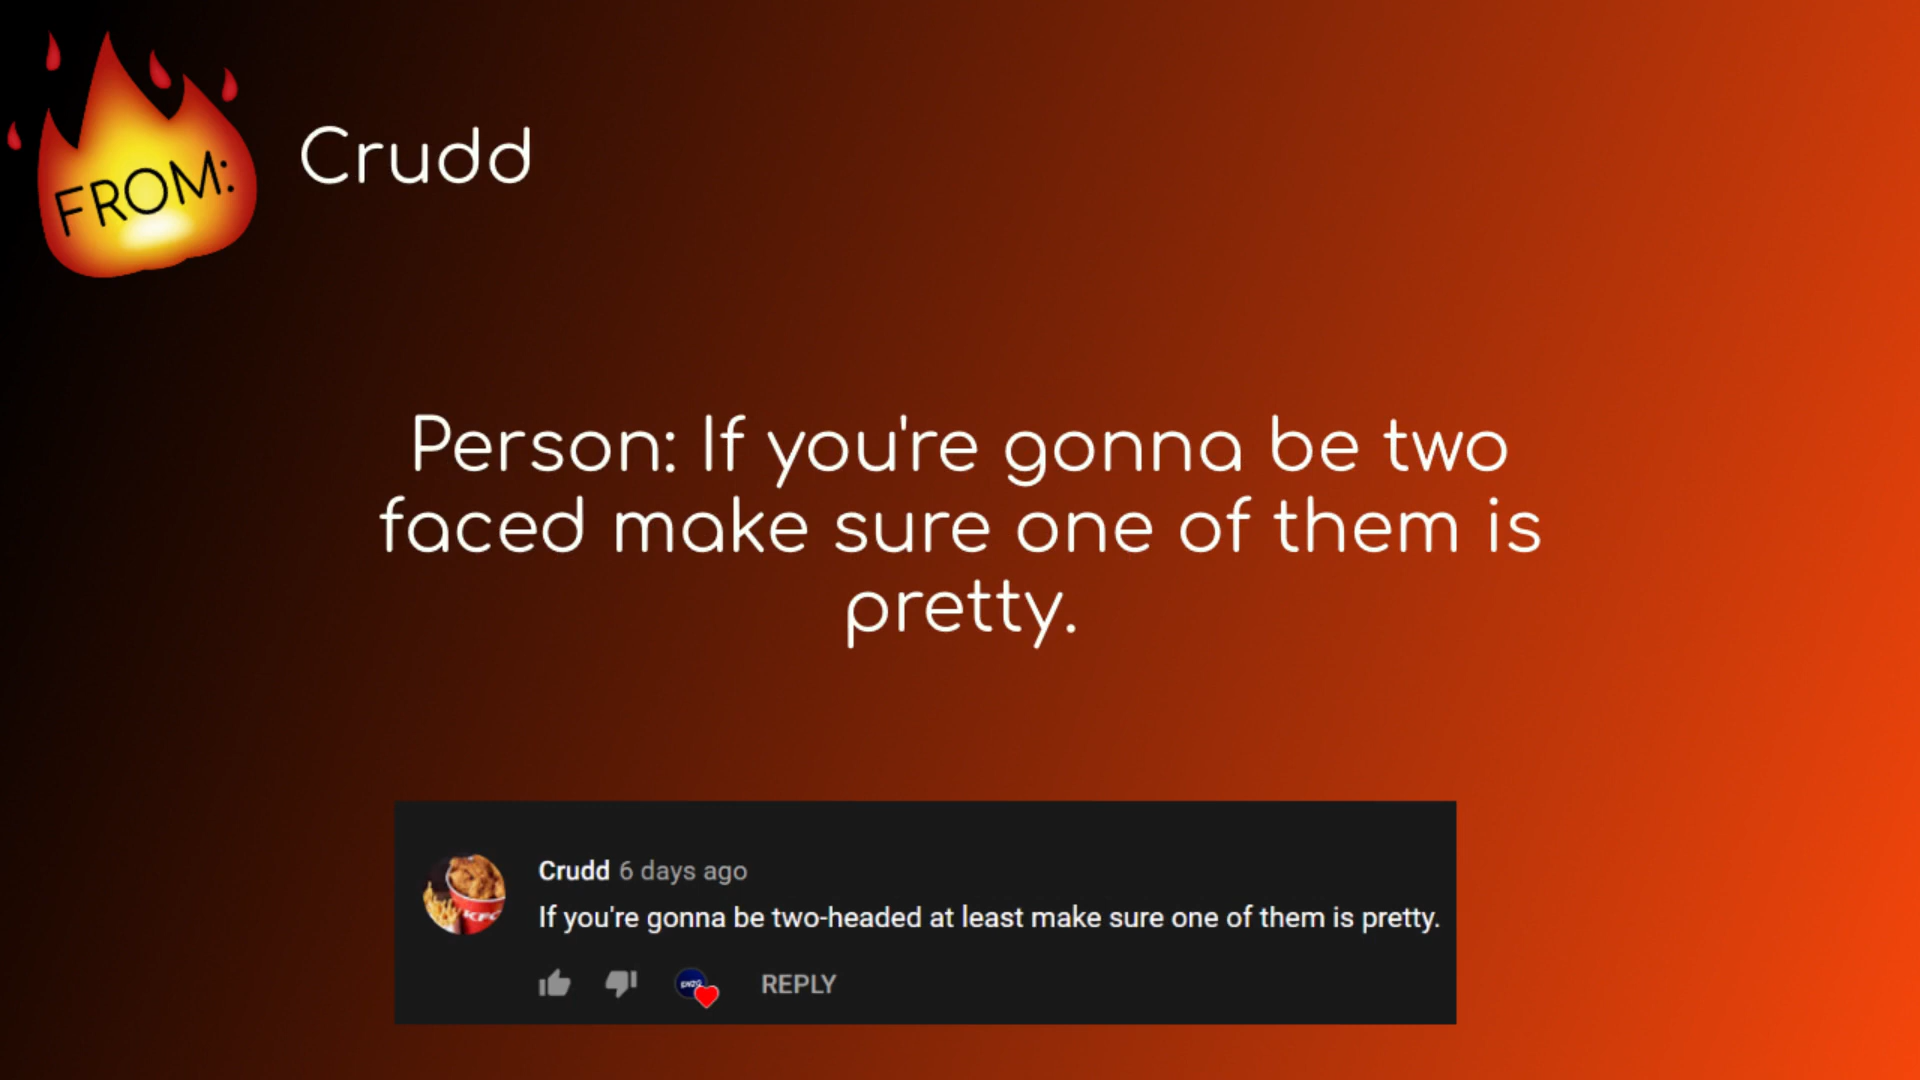 FROM:
Crudd
Person: If you're gonna be two
faced make sure one of them is
pretty.
KFC
Crudd 6 days ago
If you're gonna be two-headed at least make sure one of them is pretty.
ENZO
REPLY